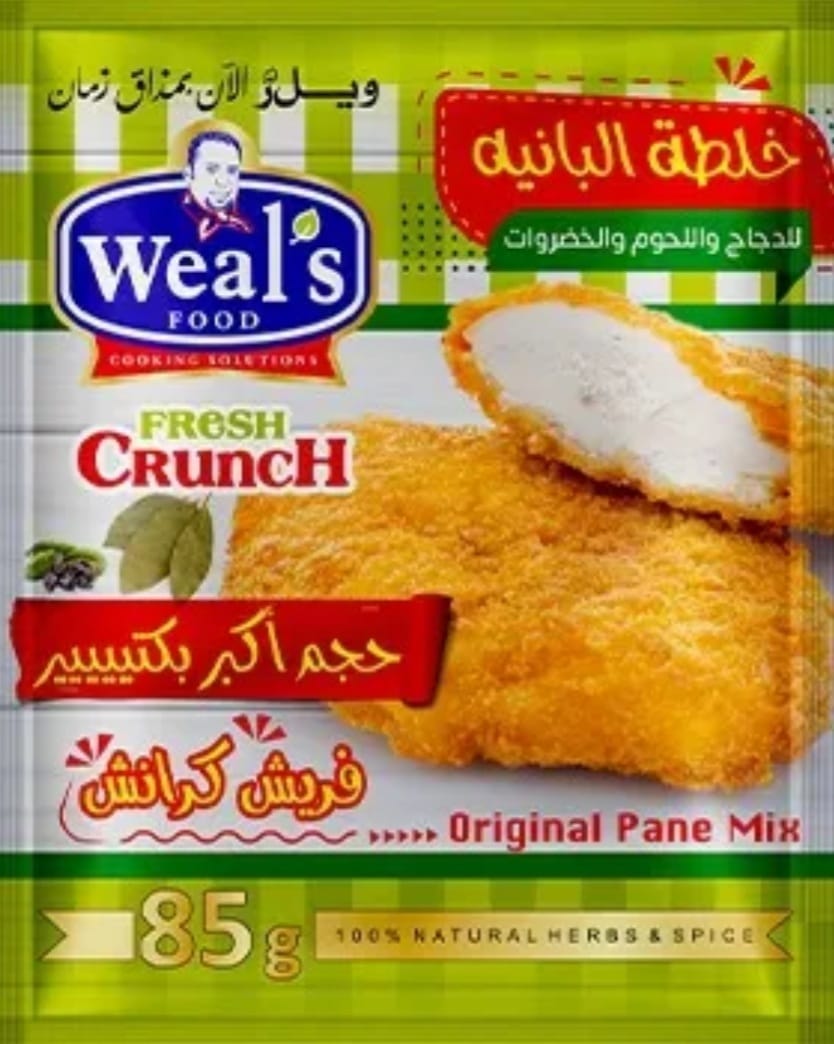 ويـــلز الآن بمذاق زمان
خلطة البانيه
للدجاج واللحوم والخضروات
Weal's
FOOD
COOKING SOLUTIONS
FRESH
CRUNCH
حجم أكبر بكتيييير
فريش كرانش
Original Pane Mix
85g
100% NATURAL HERBS & SPICE